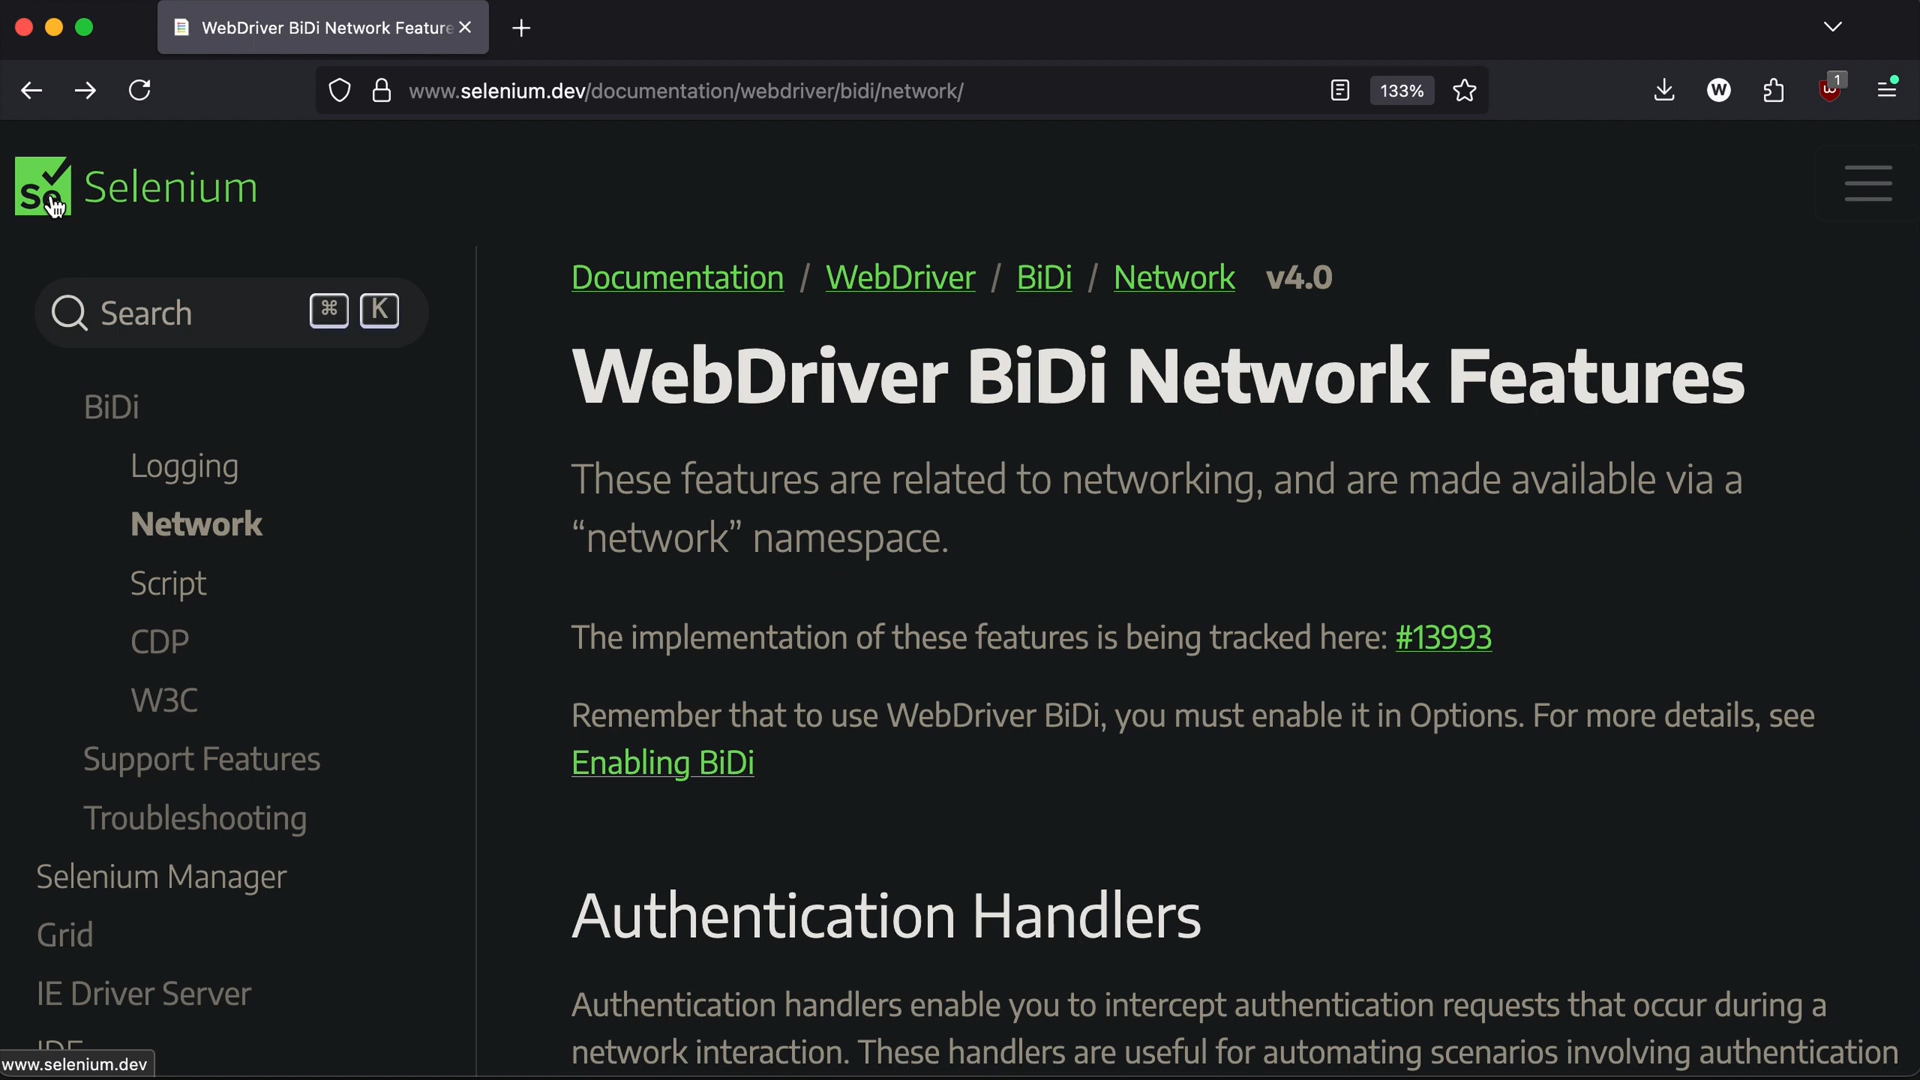 WebDriver BiDi Network Feature
www.selenium.dev/documentation/webdriver/bidi/network/
133%
W
1
Se
Selenium
Search
⌘ K
BiDi
Logging
Network
Script
CDP
W3C
Support Features
Troubleshooting
Selenium Manager
Grid
IE Driver Server
IDE
www.selenium.dev
Documentation / WebDriver / BiDi / Network v4.0
WebDriver BiDi Network Features
These features are related to networking, and are made available via a
“network” namespace.
The implementation of these features is being tracked here: #13993
Remember that to use WebDriver BiDi, you must enable it in Options. For more details, see
Enabling BiDi
Authentication Handlers
Authentication handlers enable you to intercept authentication requests that occur during a
network interaction. These handlers are useful for automating scenarios involving authentication